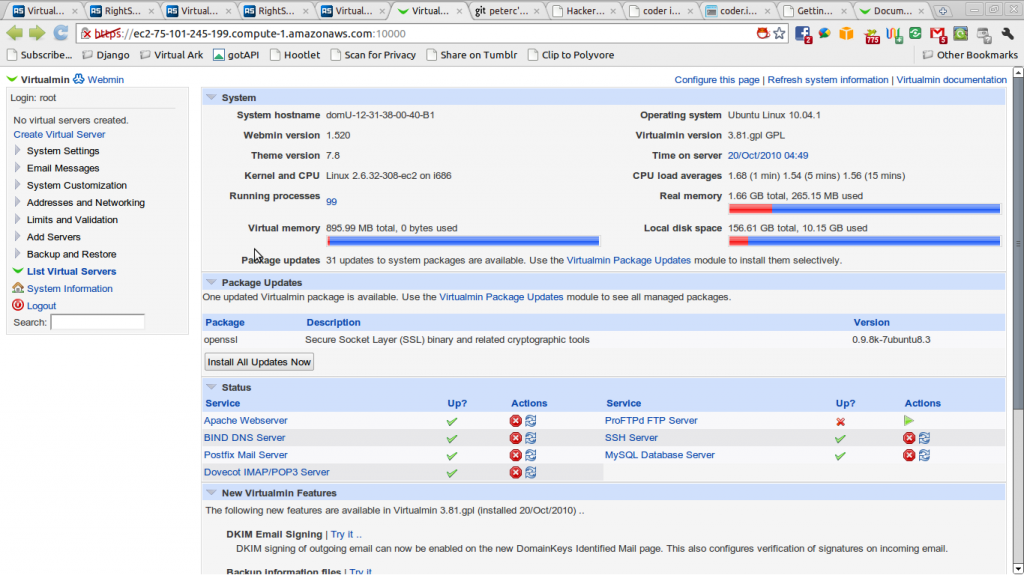 Virtual... RightS... Virtual... RightS... Virtual... Virtual... git peterc'... Hacker... coder i... coder.i... Gettin... Docum...
https://ec2-75-101-245-199.compute-1.amazonaws.com:10000
2 775 5
Subscribe... Django Virtual Ark gotAPI Hootlet Scan for Privacy Share on Tumblr Clip to Polyvore Other Bookmarks
Virtualmin Webmin
Login: root
No virtual servers created.
Create Virtual Server
System Settings
Email Messages
System Customization
Addresses and Networking
Limits and Validation
Add Servers
Backup and Restore
List Virtual Servers
System Information
Logout
Search:
Configure this page | Refresh system information | Virtualmin documentation
System
System hostname domU-12-31-38-00-40-B1 Operating system Ubuntu Linux 10.04.1
Webmin version 1.520 Virtualmin version 3.81.gpl GPL
Theme version 7.8 Time on server 20/Oct/2010 04:49
Kernel and CPU Linux 2.6.32-308-ec2 on i686 CPU load averages 1.68 (1 min) 1.54 (5 mins) 1.56 (15 mins)
Running processes 99 Real memory 1.66 GB total, 265.15 MB used
Virtual memory 895.99 MB total, 0 bytes used Local disk space 156.61 GB total, 10.15 GB used
Package updates 31 updates to system packages are available. Use the Virtualmin Package Updates module to install them selectively.
Package Updates
One updated Virtualmin package is available. Use the Virtualmin Package Updates module to see all managed packages.
Package Description Version
openssl Secure Socket Layer (SSL) binary and related cryptographic tools 0.9.8k-7ubuntu8.3
Install All Updates Now
Status
Service Up? Actions Service Up? Actions
Apache Webserver ProFTPd FTP Server
BIND DNS Server SSH Server
Postfix Mail Server MySQL Database Server
Dovecot IMAP/POP3 Server
New Virtualmin Features
The following new features are available in Virtualmin 3.81.gpl (installed 20/Oct/2010) ..
DKIM Email Signing | Try it ..
DKIM signing of outgoing email can now be enabled on the new DomainKeys Identified Mail page. This also configures verification of signatures on incoming email.
Backup information files | Try it